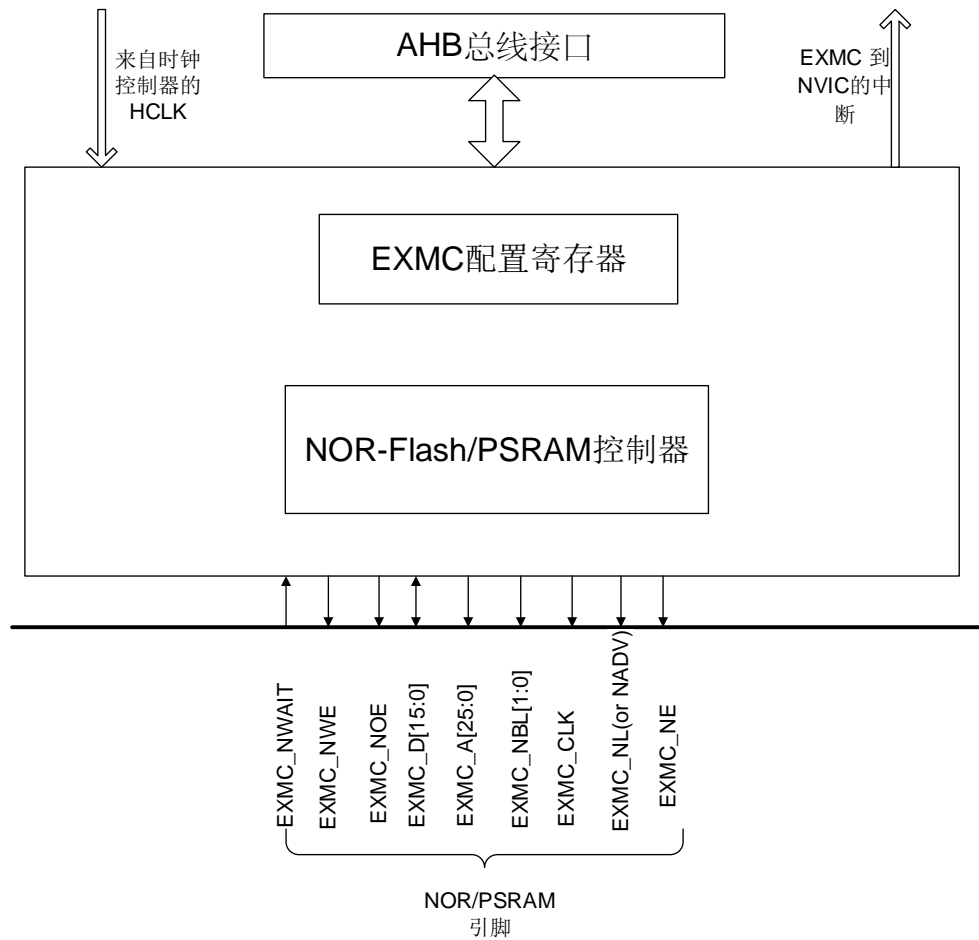 来自时钟
控制器的
HCLK
AHB总线接口
EXMC 到
NVIC的中
断
EXMC配置寄存器
NOR-Flash/PSRAM控制器
EXMC_NWAIT
EXMC_NWE
EXMC_NOE
EXMC_D[15:0]
EXMC_A[25:0]
EXMC_NBL[1:0]
EXMC_CLK
EXMC_NL(or NADV)
EXMC_NE
NOR/PSRAM
引脚